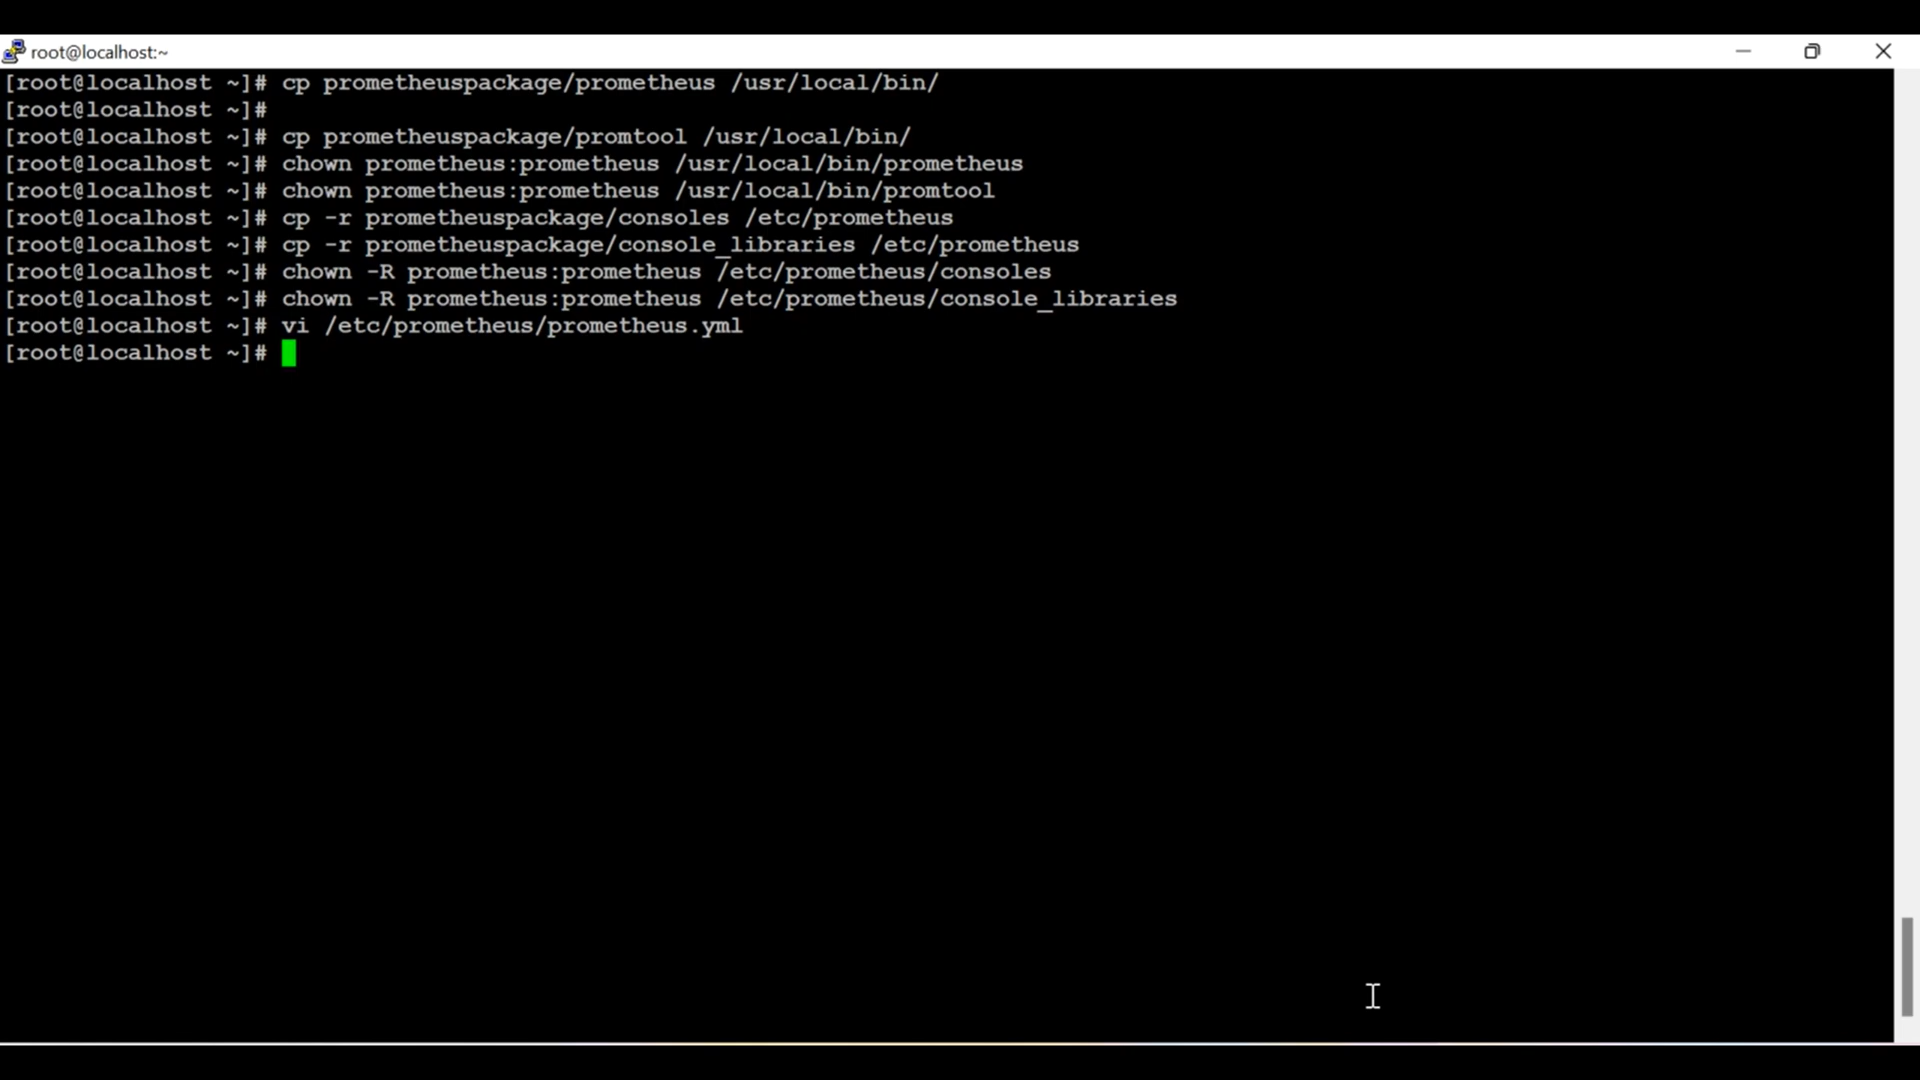 root@localhost:~
[root@localhost ~]# cp prometheuspackage/prometheus /usr/local/bin/
[root@localhost ~]#
[root@localhost ~]# cp prometheuspackage/promtool /usr/local/bin/
[root@localhost ~]# chown prometheus:prometheus /usr/local/bin/prometheus
[root@localhost ~]# chown prometheus:prometheus /usr/local/bin/promtool
[root@localhost ~]# cp -r prometheuspackage/consoles /etc/prometheus
[root@localhost ~]# cp -r prometheuspackage/console_libraries /etc/prometheus
[root@localhost ~]# chown -R prometheus:prometheus /etc/prometheus/consoles
[root@localhost ~]# chown -R prometheus:prometheus /etc/prometheus/console_libraries
[root@localhost ~]# vi /etc/prometheus/prometheus.yml
[root@localhost ~]#